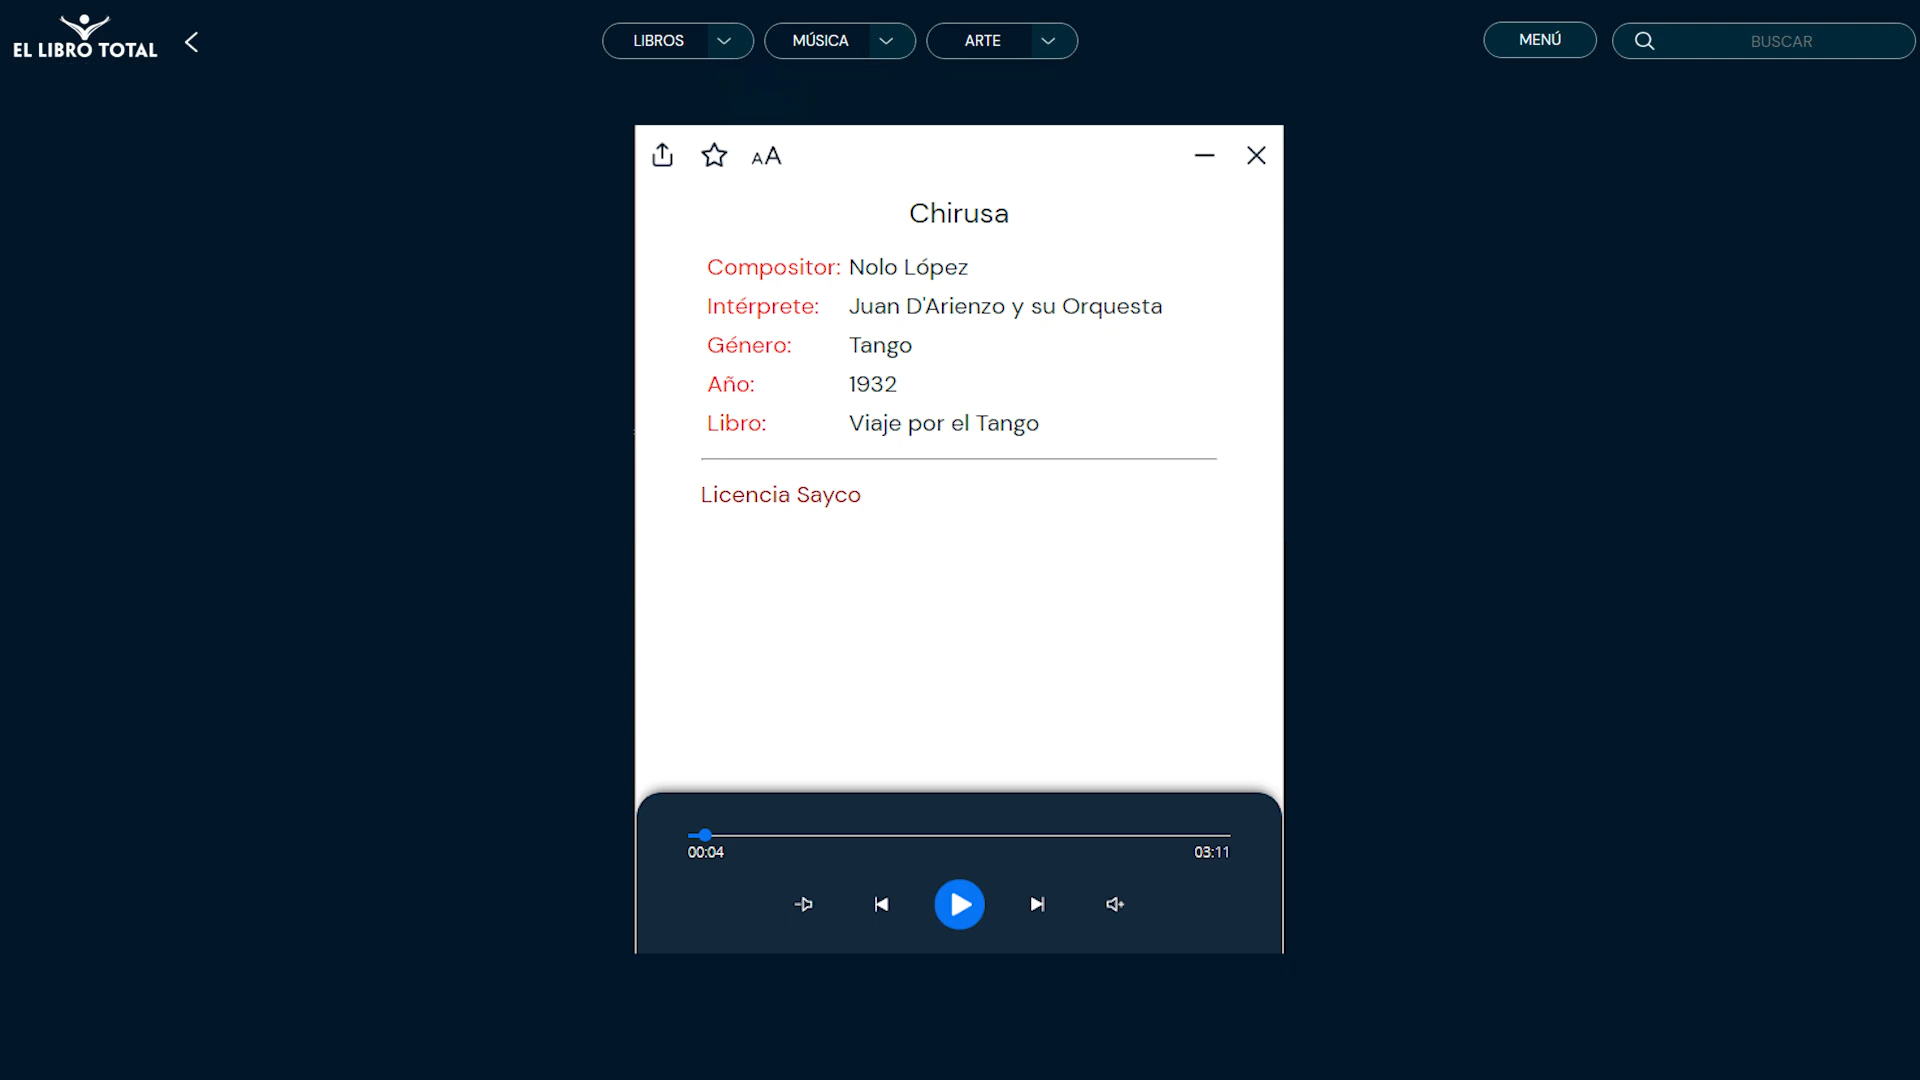 EL LIBRO TOTAL
LIBROS
MÚSICA
ARTE
MENÚ
BUSCAR
AA
Chirusa
Compositor: Nolo López
Intérprete: Juan D'Arienzo y su Orquesta
Género: Tango
Año: 1932
Libro: Viaje por el Tango
Licencia Sayco
00:04
03:11